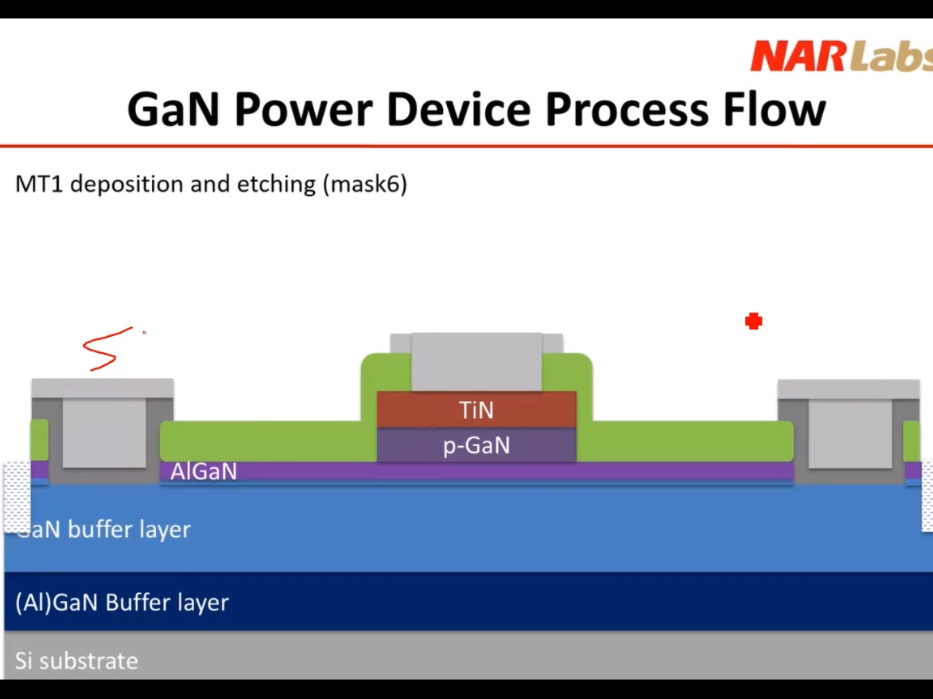 NARLabs
GaN Power Device Process Flow
MT1 deposition and etching (mask6)
S
TiN
p-GaN
AlGaN
GaN buffer layer
(Al)GaN Buffer layer
Si substrate